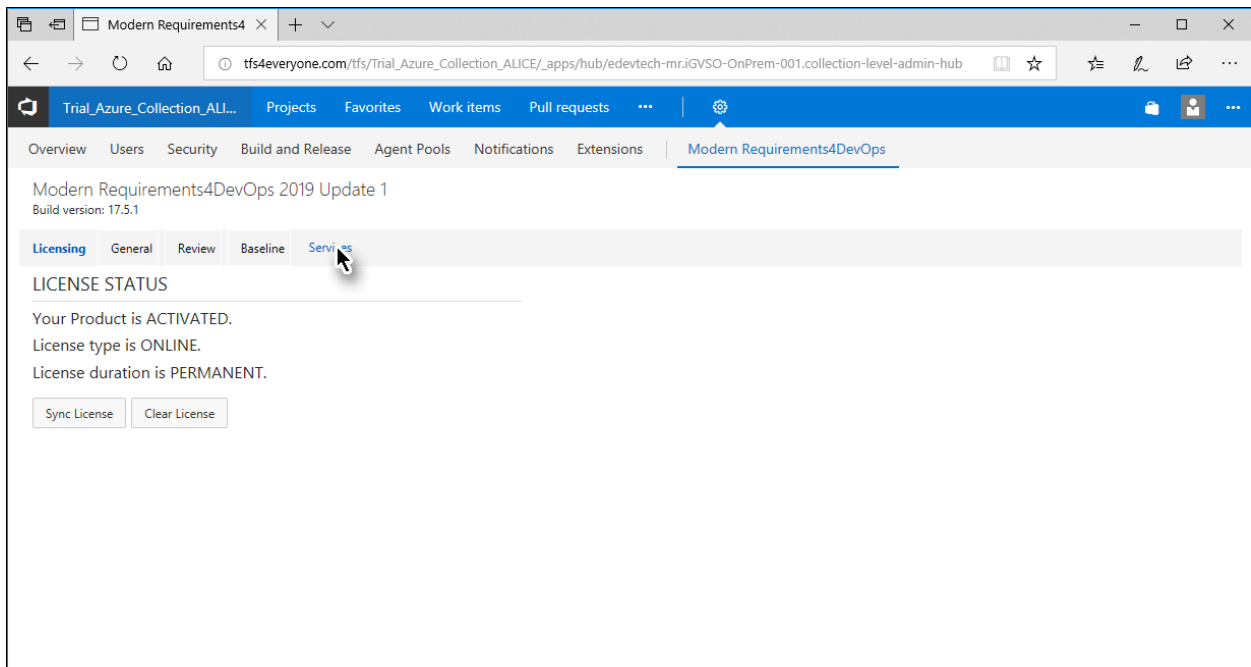 Modern Requirements4
tfs4everyone.com/tfs/Trial_Azure_Collection_ALICE/_apps/hub/edevtech-mr.iGVSO-OnPrem-001.collection-level-admin-hub
Trial_Azure_Collection_ALI... Projects Favorites Work items Pull requests ...
Overview Users Security Build and Release Agent Pools Notifications Extensions Modern Requirements4DevOps
Modern Requirements4DevOps 2019 Update 1
Build version: 17.5.1
Licensing General Review Baseline Services
LICENSE STATUS
Your Product is ACTIVATED.
License type is ONLINE.
License duration is PERMANENT.
Sync License Clear License